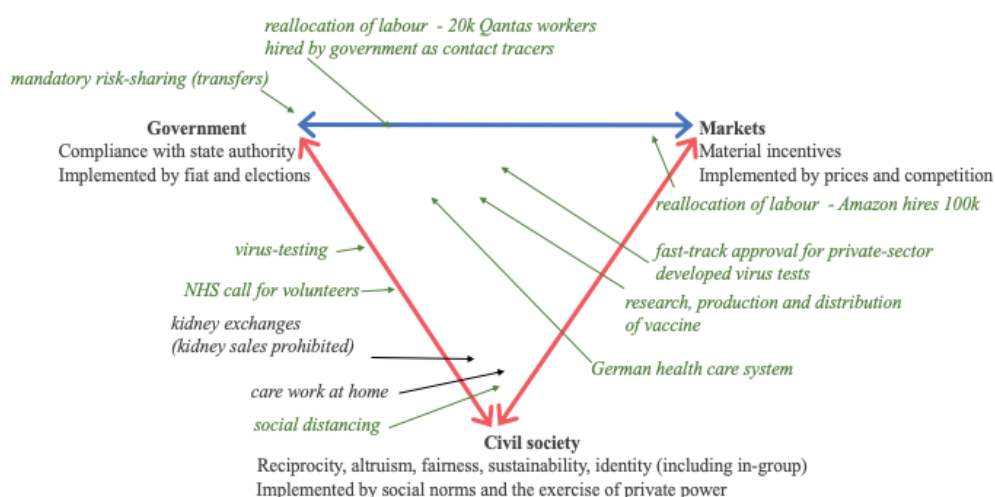 reallocation of labour - 20k Qantas workers
hired by government as contact tracers
mandatory risk-sharing (transfers)
Government
Compliance with state authority
Implemented by fiat and elections
Markets
Material incentives
Implemented by prices and competition
reallocation of labour - Amazon hires 100k
virus-testing
fast-track approval for private-sector
developed virus tests
NHS call for volunteers
research, production and distribution
of vaccine
kidney exchanges
(kidney sales prohibited)
German health care system
care work at home
social distancing
Civil society
Reciprocity, altruism, fairness, sustainability, identity (including in-group)
Implemented by social norms and the exercise of private power